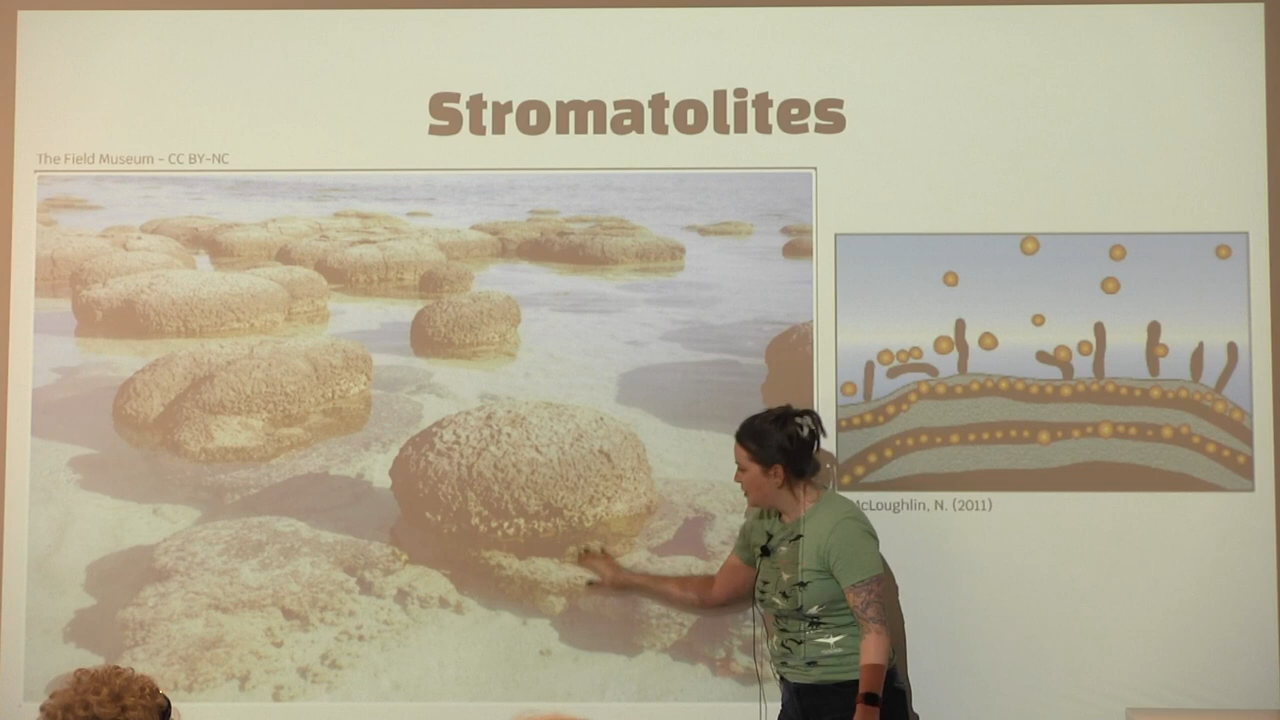 Stromatolites
The Field Museum - CC BY-NC
McLoughlin, N. (2011)